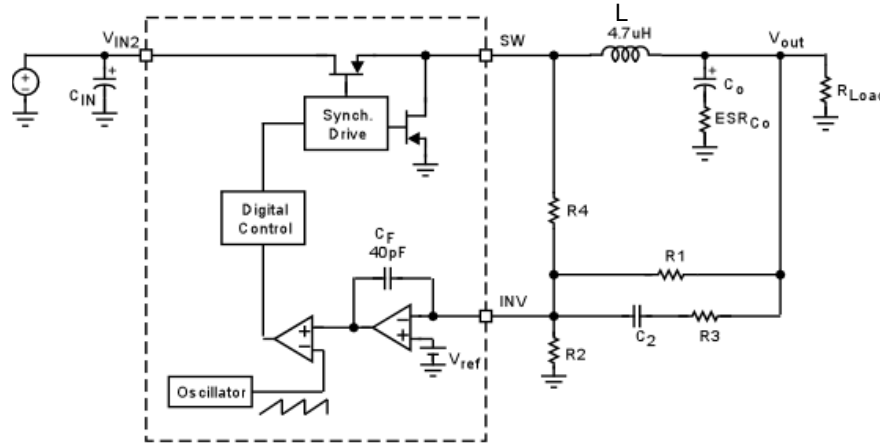 L
4.7uH
VIN2
SW
Vout
CIN
Co
ESRCo
RLoad
Synch.
Drive
Digital
Control
R4
CF
40pF
R1
INV
C2
R3
R2
Vref
Oscillator